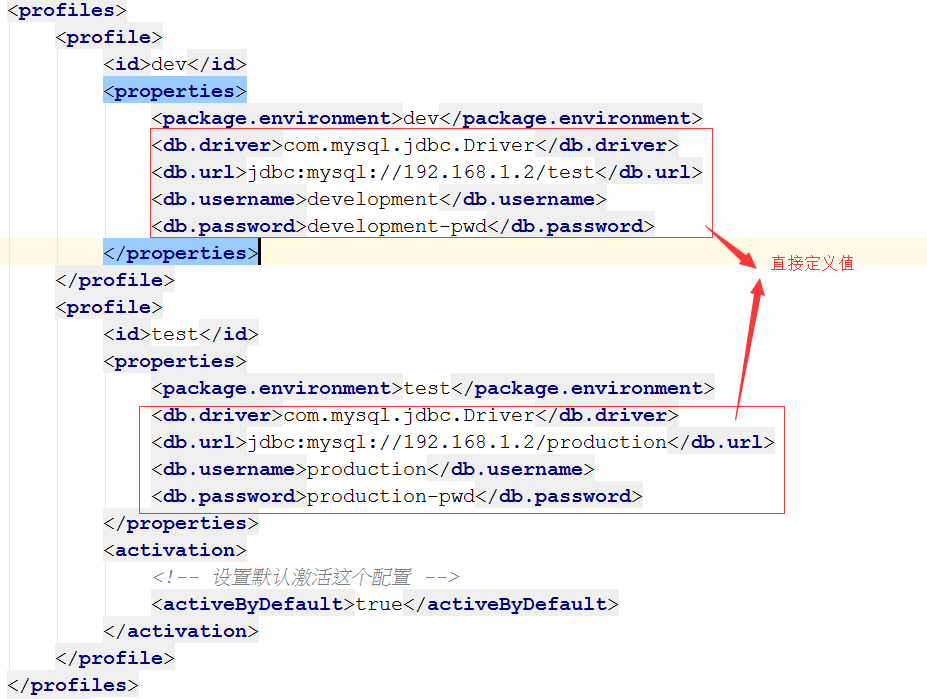 <profiles>
<profile>
<id>dev</id>
<properties>
<package.environment>dev</package.environment>
<db.driver>com.mysql.jdbc.Driver</db.driver>
<db.url>jdbc:mysql://192.168.1.2/test</db.url>
<db.username>development</db.username>
<db.password>development-pwd</db.password>
</properties>
直接定义值
</profile>
<profile>
<id>test</id>
<properties>
<package.environment>test</package.environment>
<db.driver>com.mysql.jdbc.Driver</db.driver>
<db.url>jdbc:mysql://192.168.1.2/production</db.url>
<db.username>production</db.username>
<db.password>production-pwd</db.password>
</properties>
<activation>
<!-- 设置默认激活这个配置 -->
<activeByDefault>true</activeByDefault>
</activation>
</profile>
</profiles>